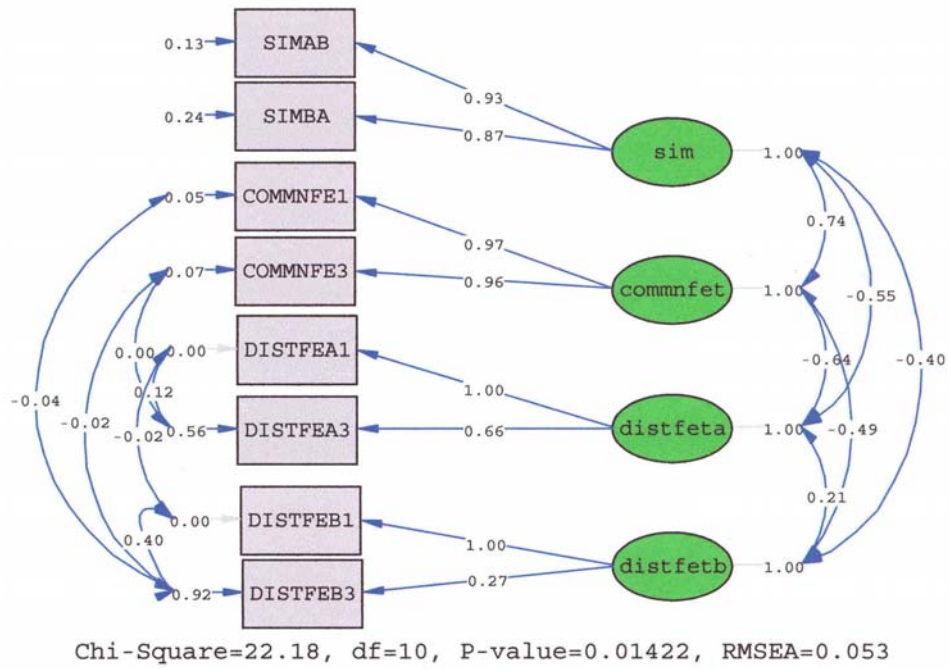 0.13 SIMAB
0.93
0.24 SIMBA
0.87
sim 1.00
0.05 COMMNFE1
0.74
0.97
0.07 COMMNFE3
0.96
commnfet 1.00
-0.55
0.00 0.00 DISTFEA1
-0.64 -0.40
1.00
0.12
-0.04 -0.02 -0.02 0.56 DISTFEA3
0.66
distfeta 1.00 -0.49
0.21
0.00 DISTFEB1
0.40
1.00
distfetb 1.00
0.27
0.92 DISTFEB3
Chi-Square=22.18, df=10, P-value=0.01422, RMSEA=0.053